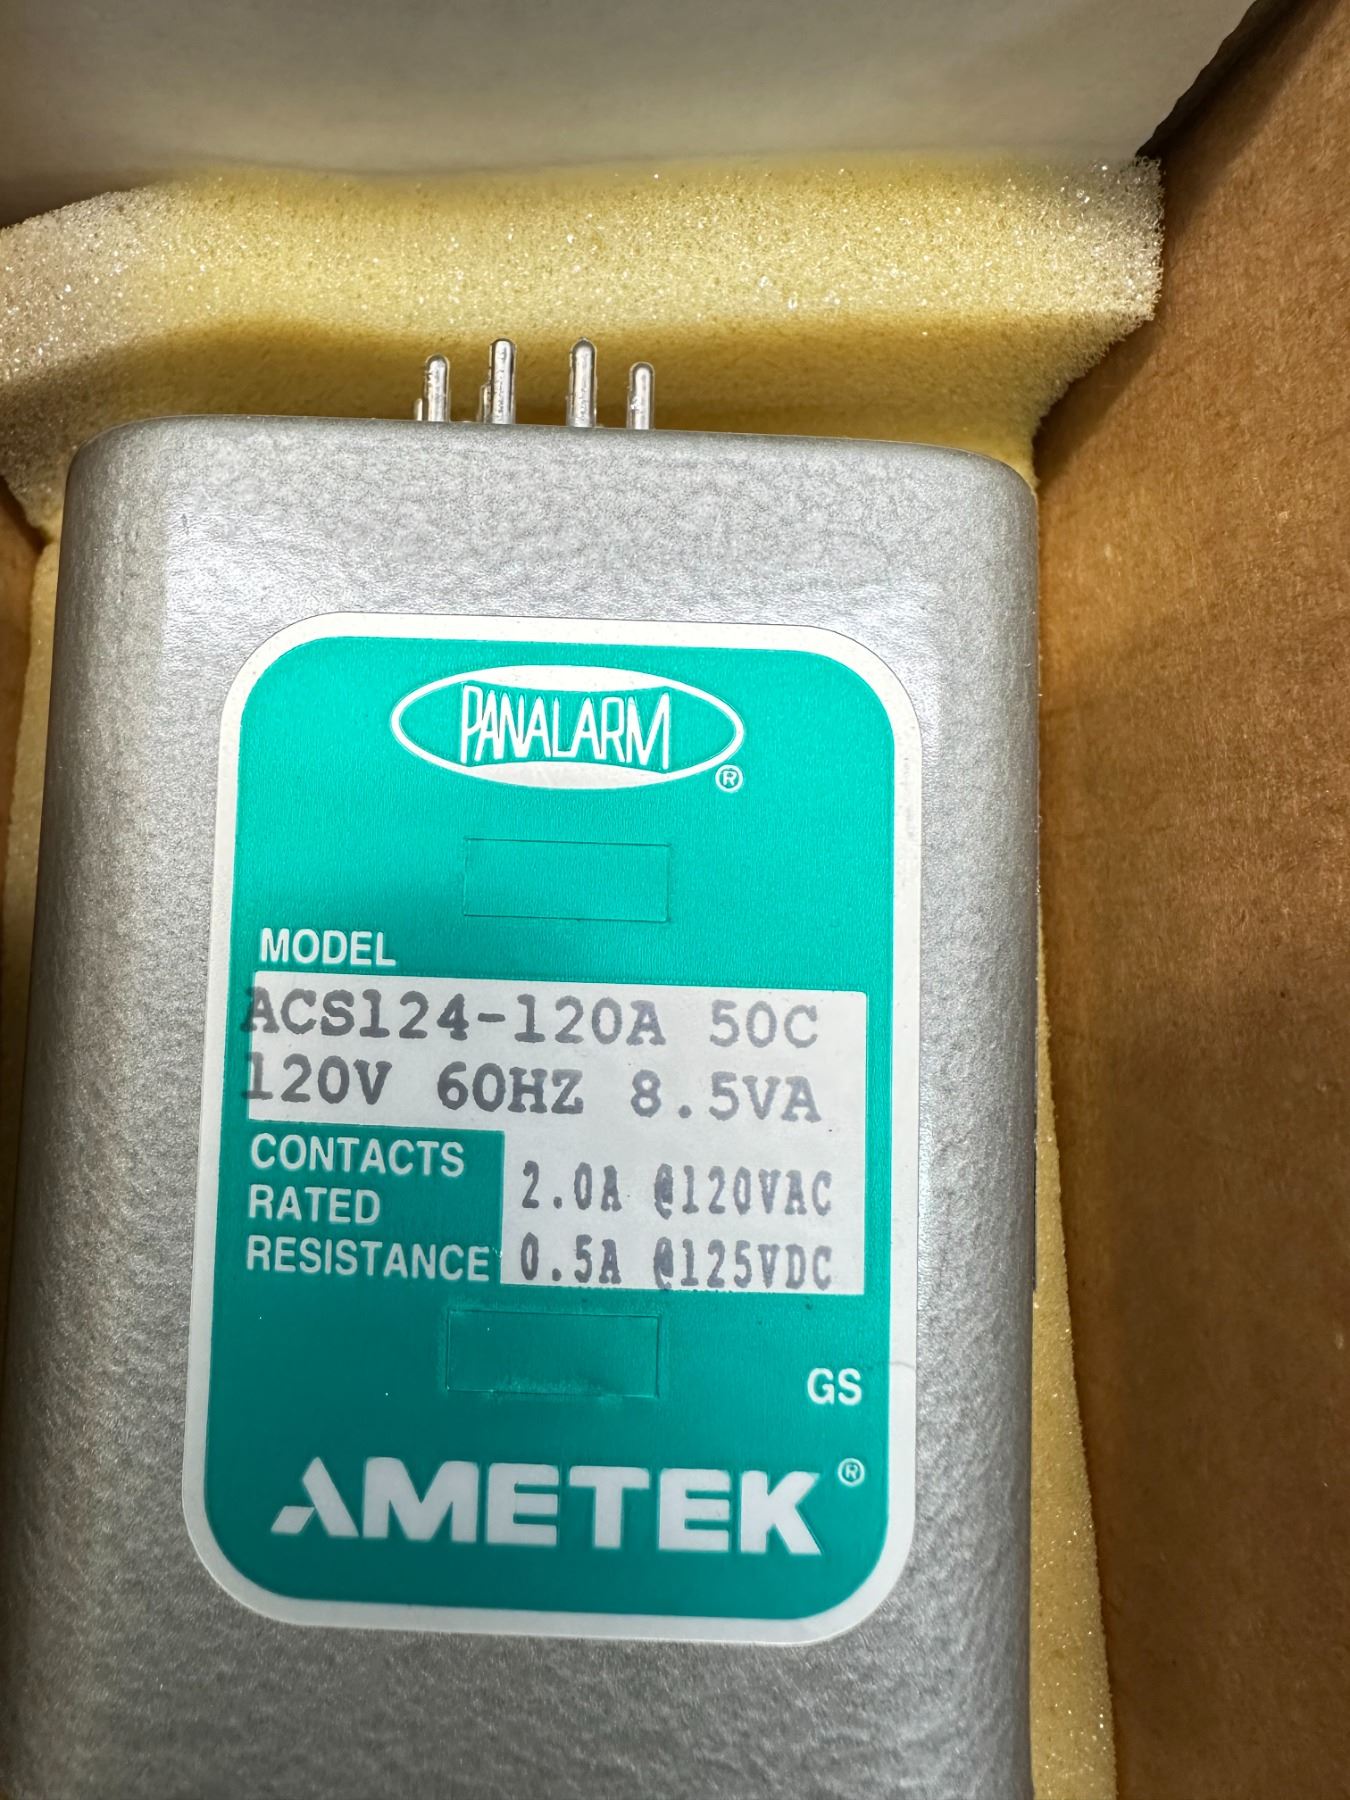 PANALARM
®
MODEL
ACS124-120A 50C
120V 60HZ 8.5VA
CONTACTS
RATED
RESISTANCE
2.0A @120VAC
0.5A @125VDC
GS
AMETEK®